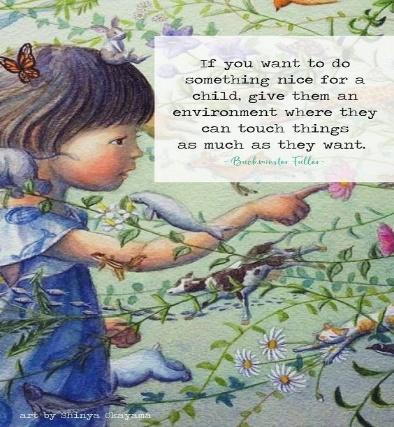 If you want to do
something nice for a
child, give them an
environment where they
can touch things
as much as they want.
-Buckminster Fuller-
art by Shinya Okayama